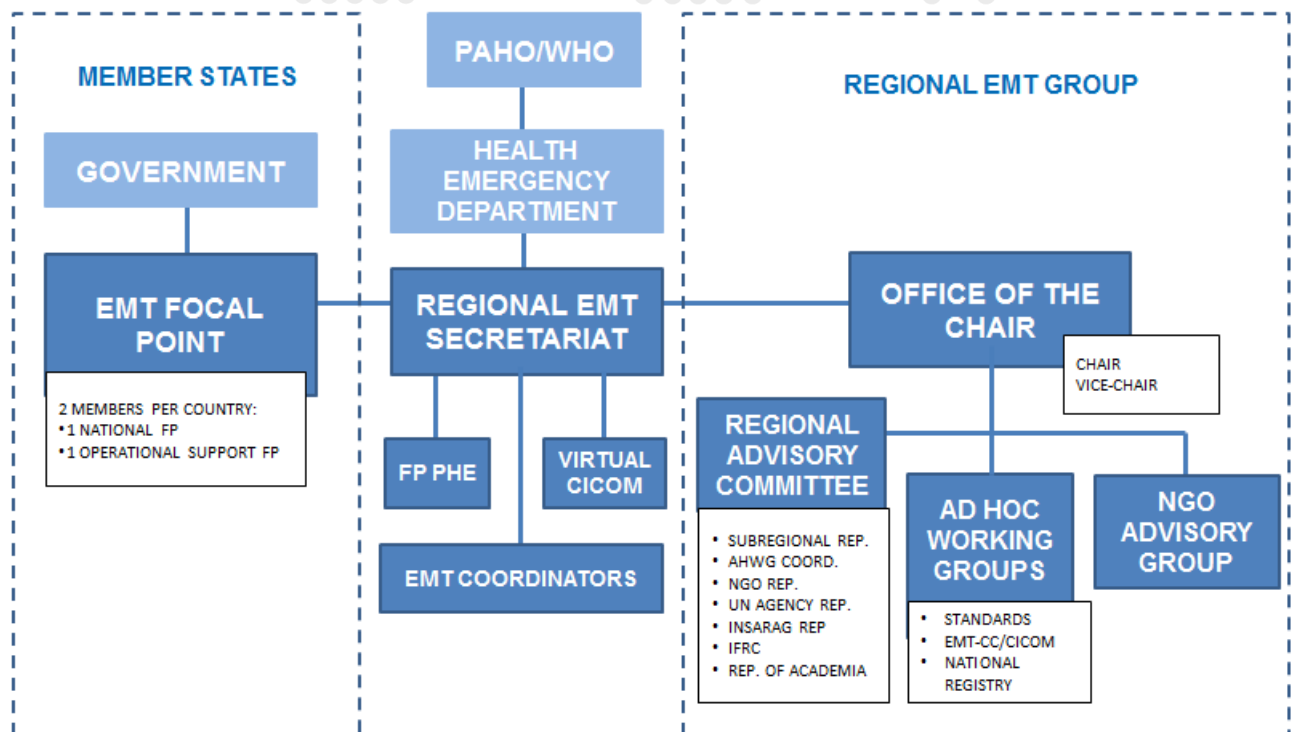 MEMBER STATES
GOVERNMENT
EMT FOCAL
POINT
2 MEMBERS PER COUNTRY:
•1 NATIONAL FP
•1 OPERATIONAL SUPPORT FP
PAHO/WHO
HEALTH
EMERGENCY
DEPARTMENT
REGIONAL EMT
SECRETARIAT
FP PHE
VIRTUAL
CICOM
EMT COORDINATORS
REGIONAL EMT GROUP
OFFICE OF THE
CHAIR
CHAIR
VICE-CHAIR
REGIONAL
ADVISORY
COMMITTEE
• SUBREGIONAL REP.
• AHWG COORD.
• NGO REP.
• UN AGENCY REP.
• INSARAG REP
• IFRC
• REP. OF ACADEMIA
AD HOC
WORKING
GROUPS
• STANDARDS
• EMT-CC/CICOM
• NATIONAL
REGISTRY
NGO
ADVISORY
GROUP